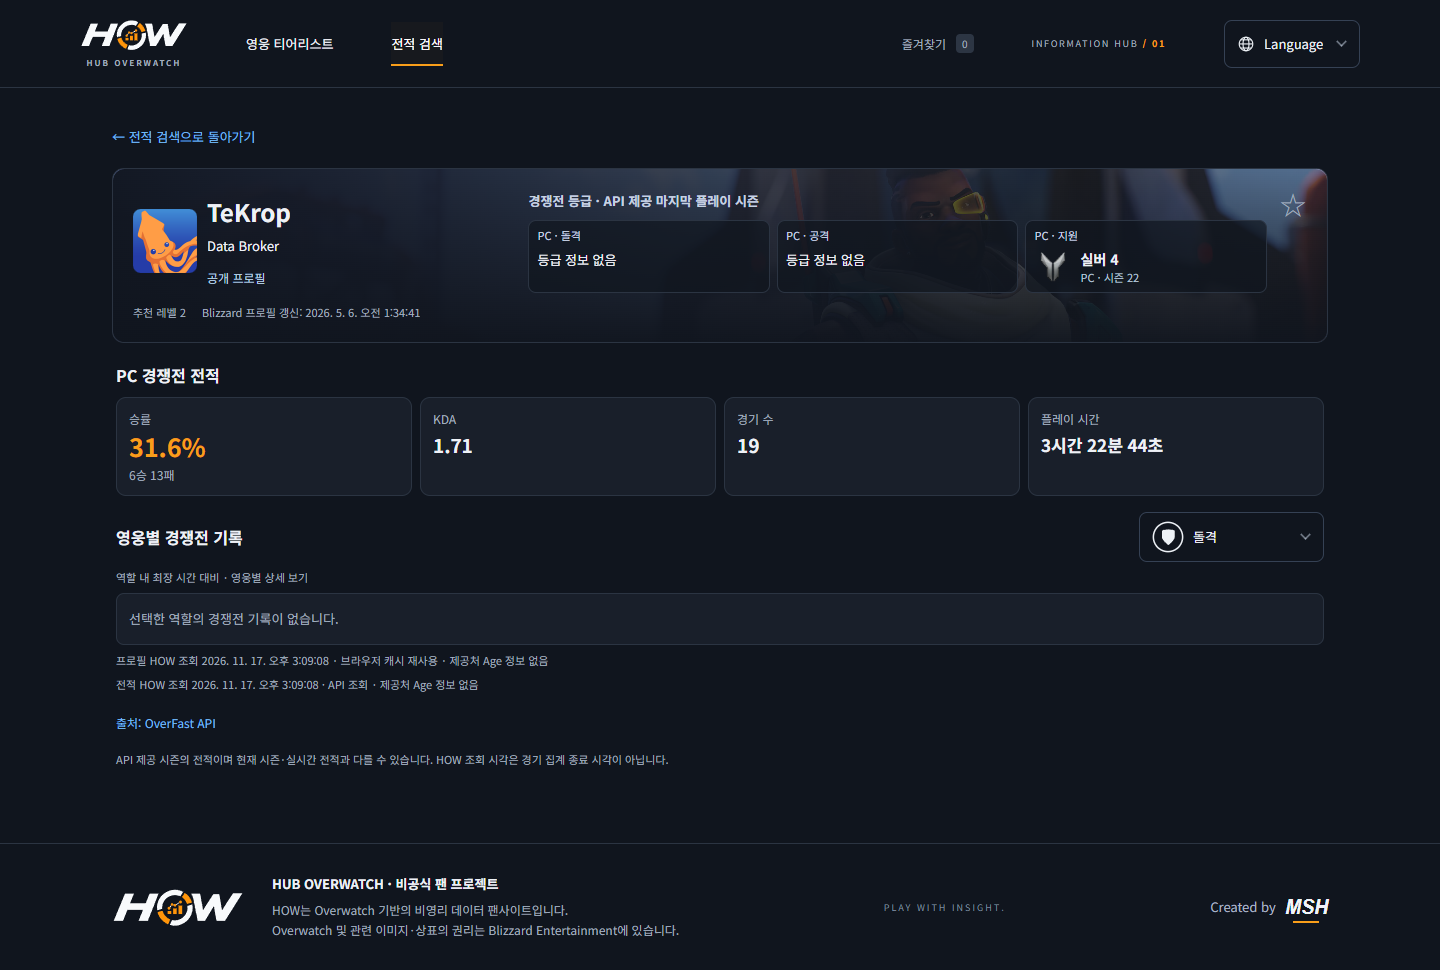 HOW
HUB OVERWATCH
영웅 티어리스트
전적 검색
즐겨찾기 0
INFORMATION HUB / 01
Language
← 전적 검색으로 돌아가기
TeKrop
Data Broker
공개 프로필
추천 레벨 2 Blizzard 프로필 갱신: 2026. 5. 6. 오전 1:34:41
경쟁전 등급 · API 제공 마지막 플레이 시즌
PC · 돌격
등급 정보 없음
PC · 공격
등급 정보 없음
PC · 지원
실버 4
PC · 시즌 22
PC 경쟁전 전적
승률
31.6%
6승 13패
KDA
1.71
경기 수
19
플레이 시간
3시간 22분 44초
영웅별 경쟁전 기록
돌격
역할 내 최장 시간 대비 · 영웅별 상세 보기
선택한 역할의 경쟁전 기록이 없습니다.
프로필 HOW 조회 2026. 11. 17. 오후 3:09:08 · 브라우저 캐시 재사용 · 제공처 Age 정보 없음
전적 HOW 조회 2026. 11. 17. 오후 3:09:08 · API 조회 · 제공처 Age 정보 없음
출처: OverFast API
API 제공 시즌의 전적이며 현재 시즌·실시간 전적과 다를 수 있습니다. HOW 조회 시각은 경기 집계 종료 시각이 아닙니다.
HOW
HUB OVERWATCH · 비공식 팬 프로젝트
HOW는 Overwatch 기반의 비영리 데이터 팬사이트입니다.
Overwatch 및 관련 이미지·상표의 권리는 Blizzard Entertainment에 있습니다.
PLAY WITH INSIGHT.
Created by MSH